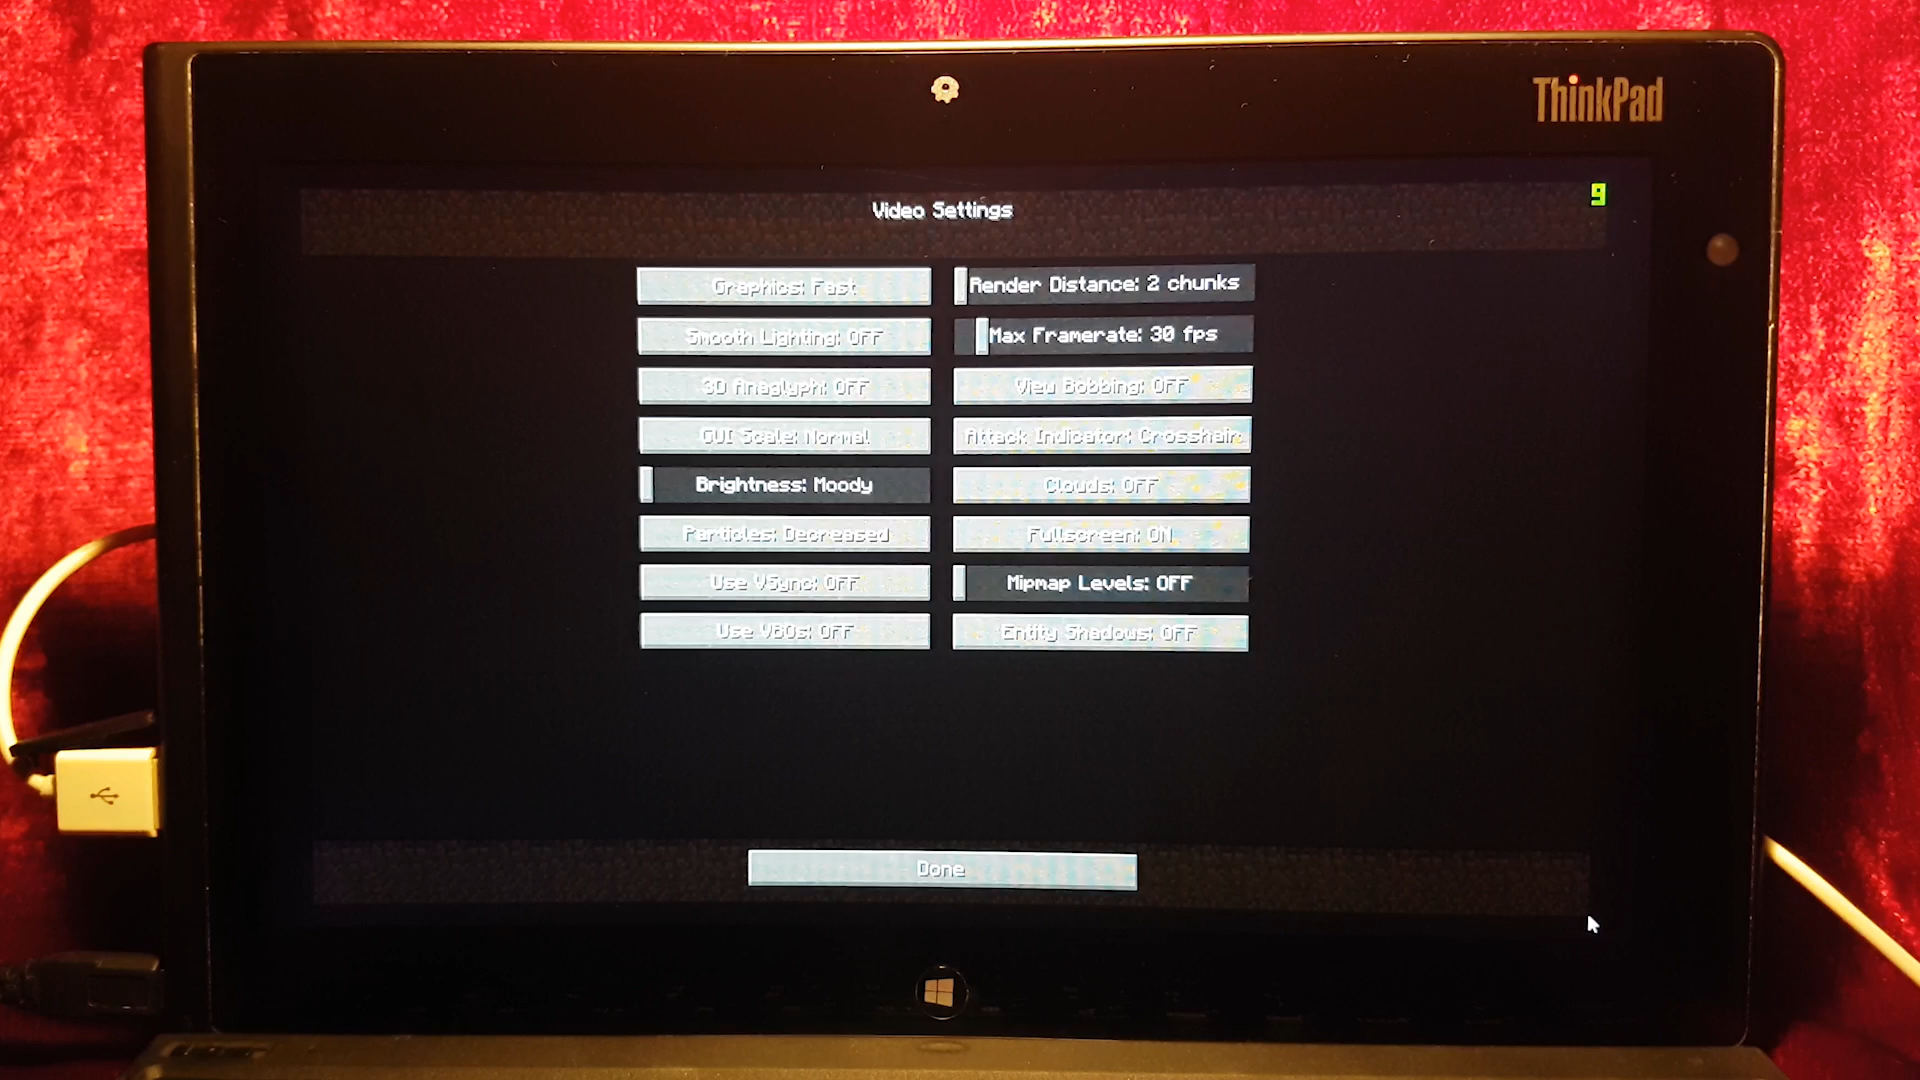 ThinkPad
9
Video Settings
Graphics: Fast
Render Distance: 2 chunks
Smooth Lighting: OFF
Max Framerate: 30 fps
3D Anaglyph: OFF
View Bobbing: OFF
GUI Scale: Normal
Attack Indicator: Crosshair
Brightness: Moody
Clouds: OFF
Particles: Decreased
Fullscreen: ON
Use VSync: OFF
Mipmap Levels: OFF
Use VBOs: OFF
Entity Shadows: OFF
Done